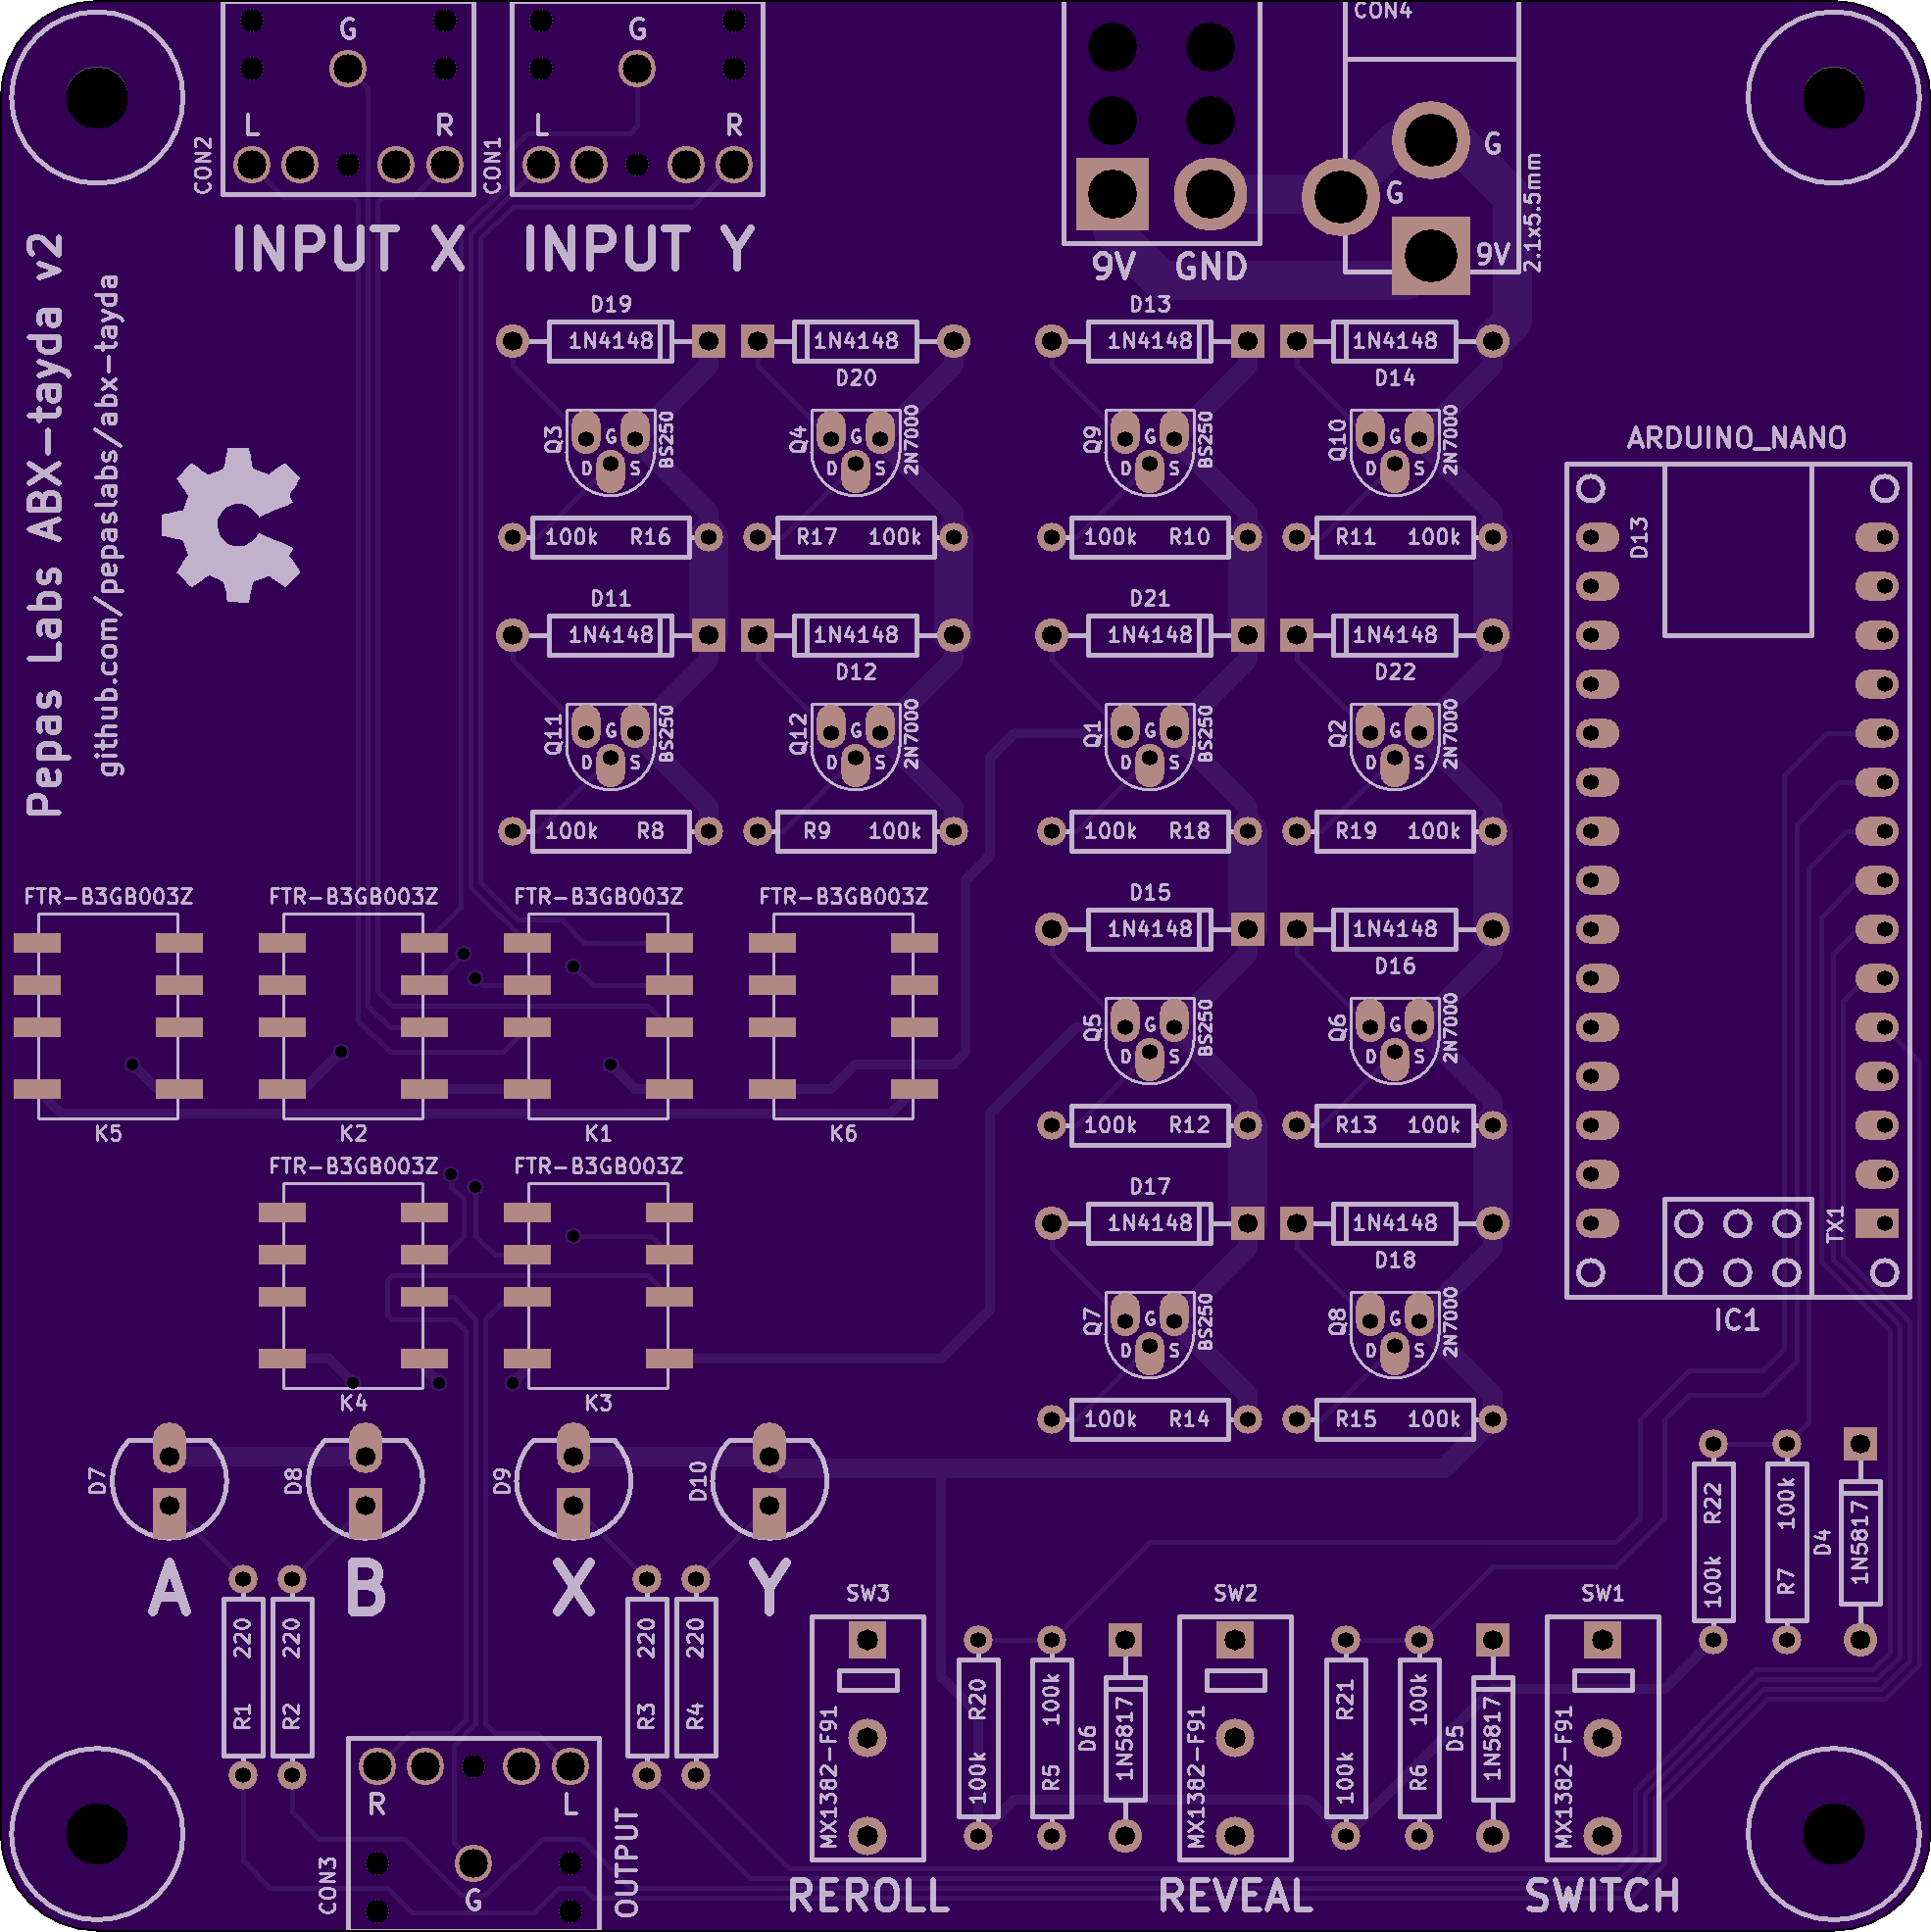 G
G
CON4
L R
L R
CON2
CON1
G
G
9V
2.1x5.5mm
INPUT X
INPUT Y
9V GND
Pepas Labs ABX-tayda v2
github.com/pepaslabs/abx-tayda
D19
1N4148
1N4148
D20
D13
1N4148
1N4148
D14
Q3
G
D S
BS250
Q4
G
D S
2N7000
Q9
G
D S
BS250
Q10
G
D S
2N7000
ARDUINO_NANO
D13
100k R16
R17 100k
100k R10
R11 100k
D11
1N4148
1N4148
D12
D21
1N4148
1N4148
D22
Q11
G
D S
BS250
Q12
G
D S
2N7000
Q1
G
D S
BS250
Q2
G
D S
2N7000
100k R8
R9 100k
100k R18
R19 100k
FTR-B3GB003Z
FTR-B3GB003Z
FTR-B3GB003Z
FTR-B3GB003Z
D15
1N4148
1N4148
D16
Q5
G
D S
BS250
Q6
G
D S
2N7000
K5
K2
K1
K6
100k R12
R13 100k
FTR-B3GB003Z
FTR-B3GB003Z
D17
1N4148
1N4148
D18
TX1
IC1
Q7
G
D S
BS250
Q8
G
D S
2N7000
K4
K3
100k R14
R15 100k
D7
D8
D9
D10
A
B
X
Y
100k R22
R7 100k
D4
1N5817
R1 220
R2 220
R3 220
R4 220
SW3
SW2
SW1
MX1382-F91
100k R20
R5 100k
D6
1N5817
MX1382-F91
100k R21
R6 100k
D5
1N5817
MX1382-F91
R L
CON3
G
OUTPUT
REROLL
REVEAL
SWITCH